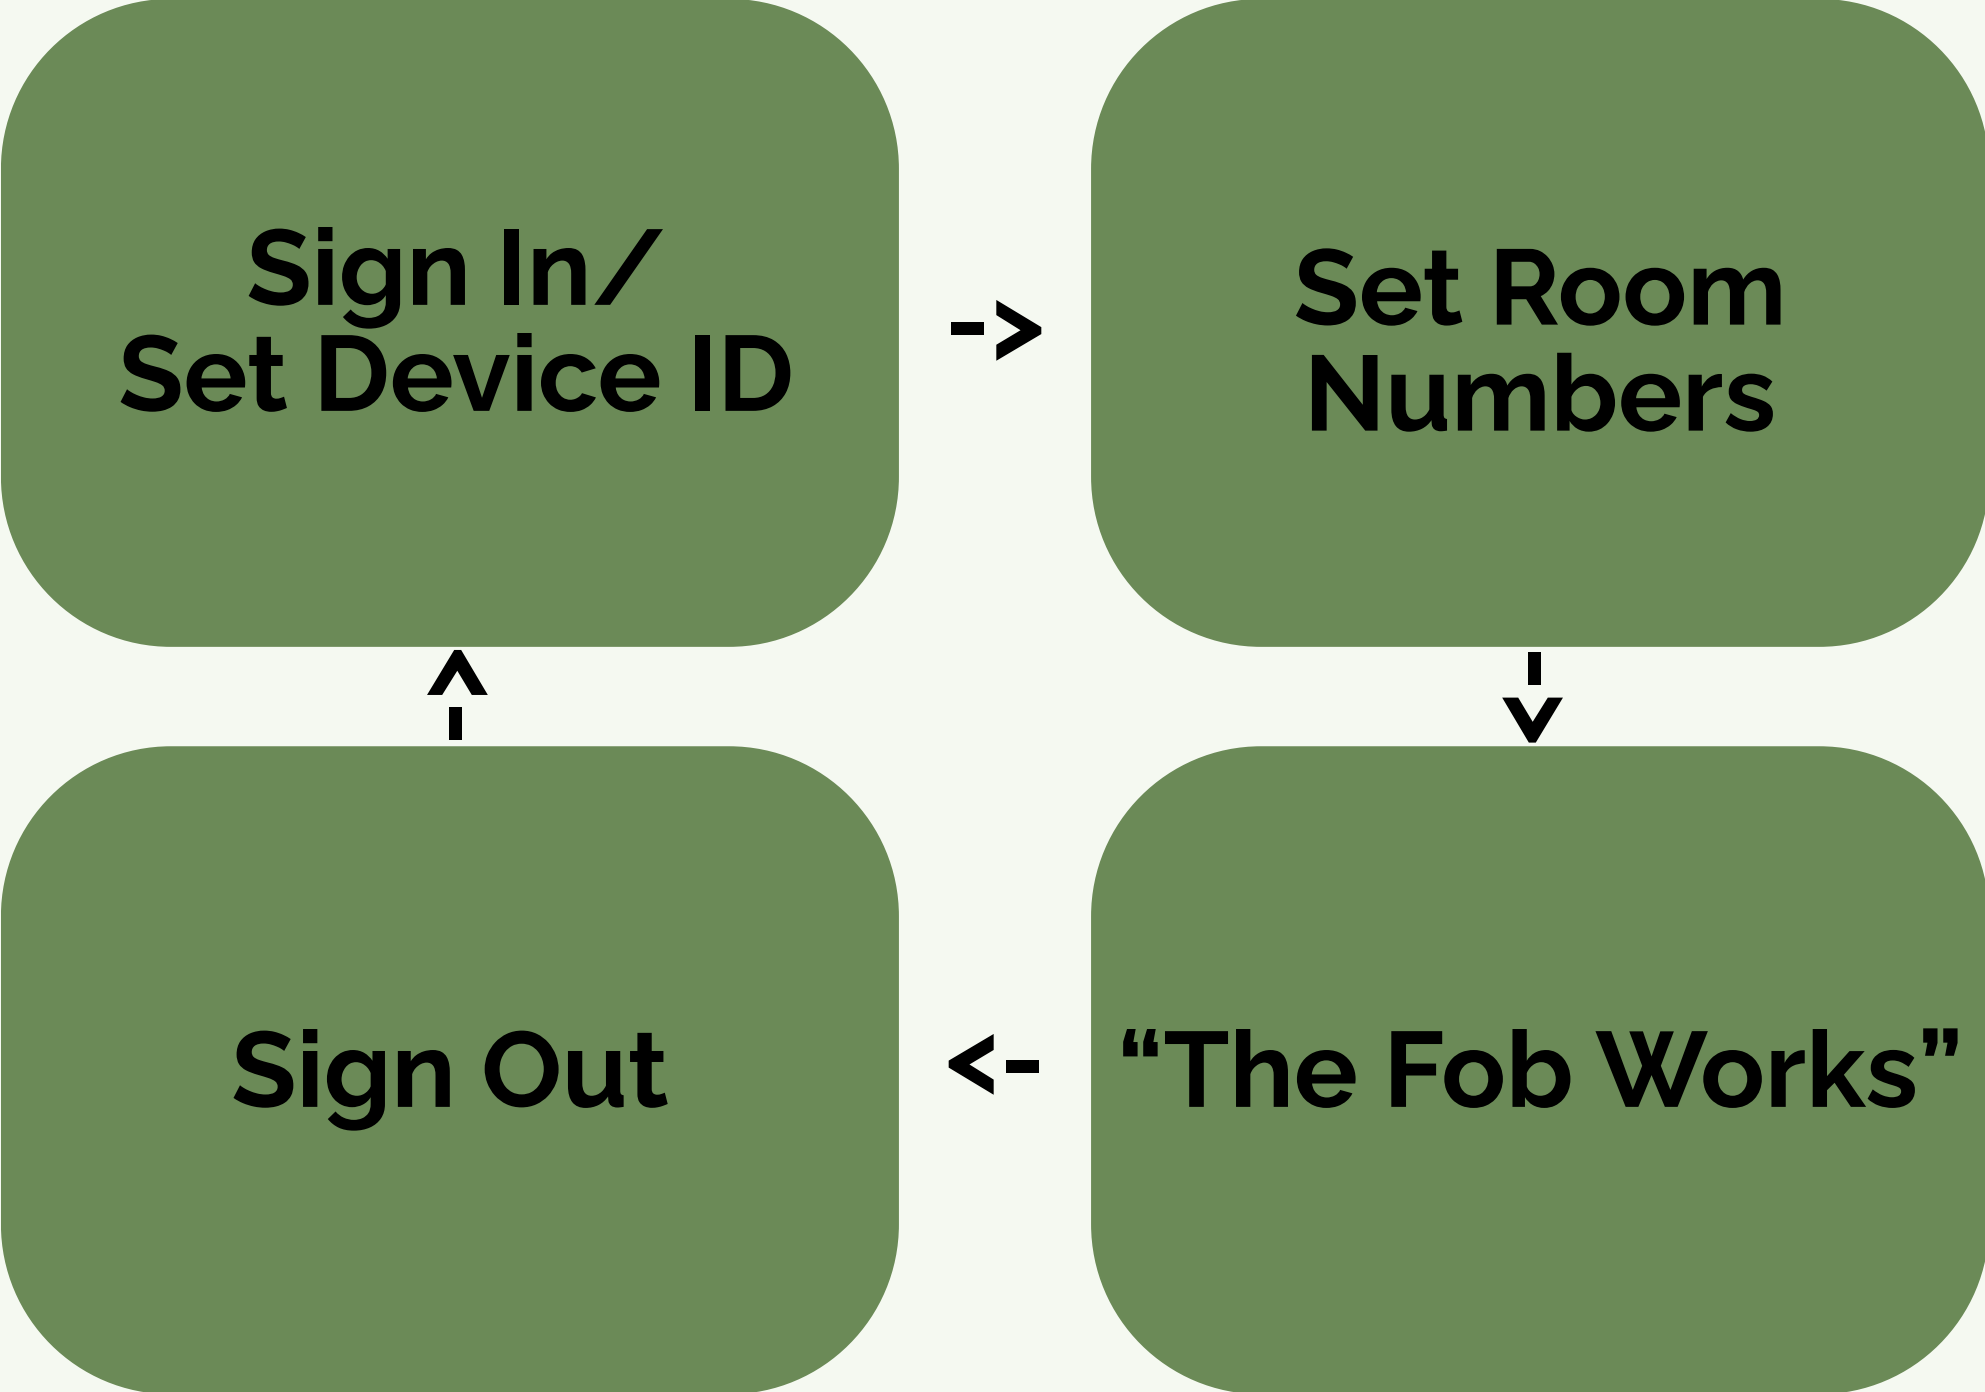 Sign In/
Set Device ID
->
Set Room
Numbers
->
“The Fob Works”
->
Sign Out
->